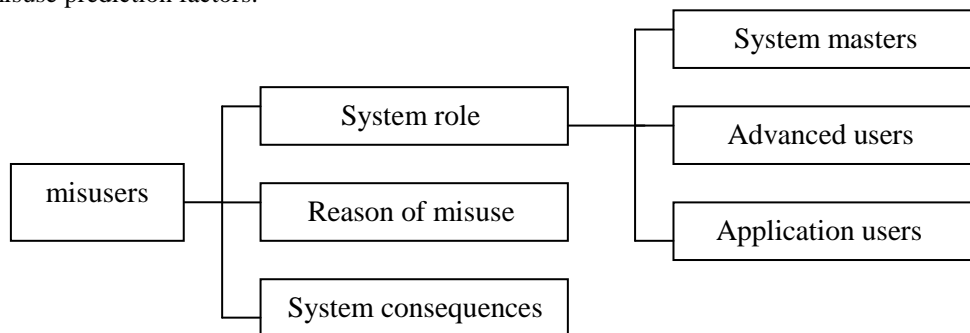 misuse prediction factors.
System masters
System role
Advanced users
misusers
Reason of misuse
Application users
System consequences